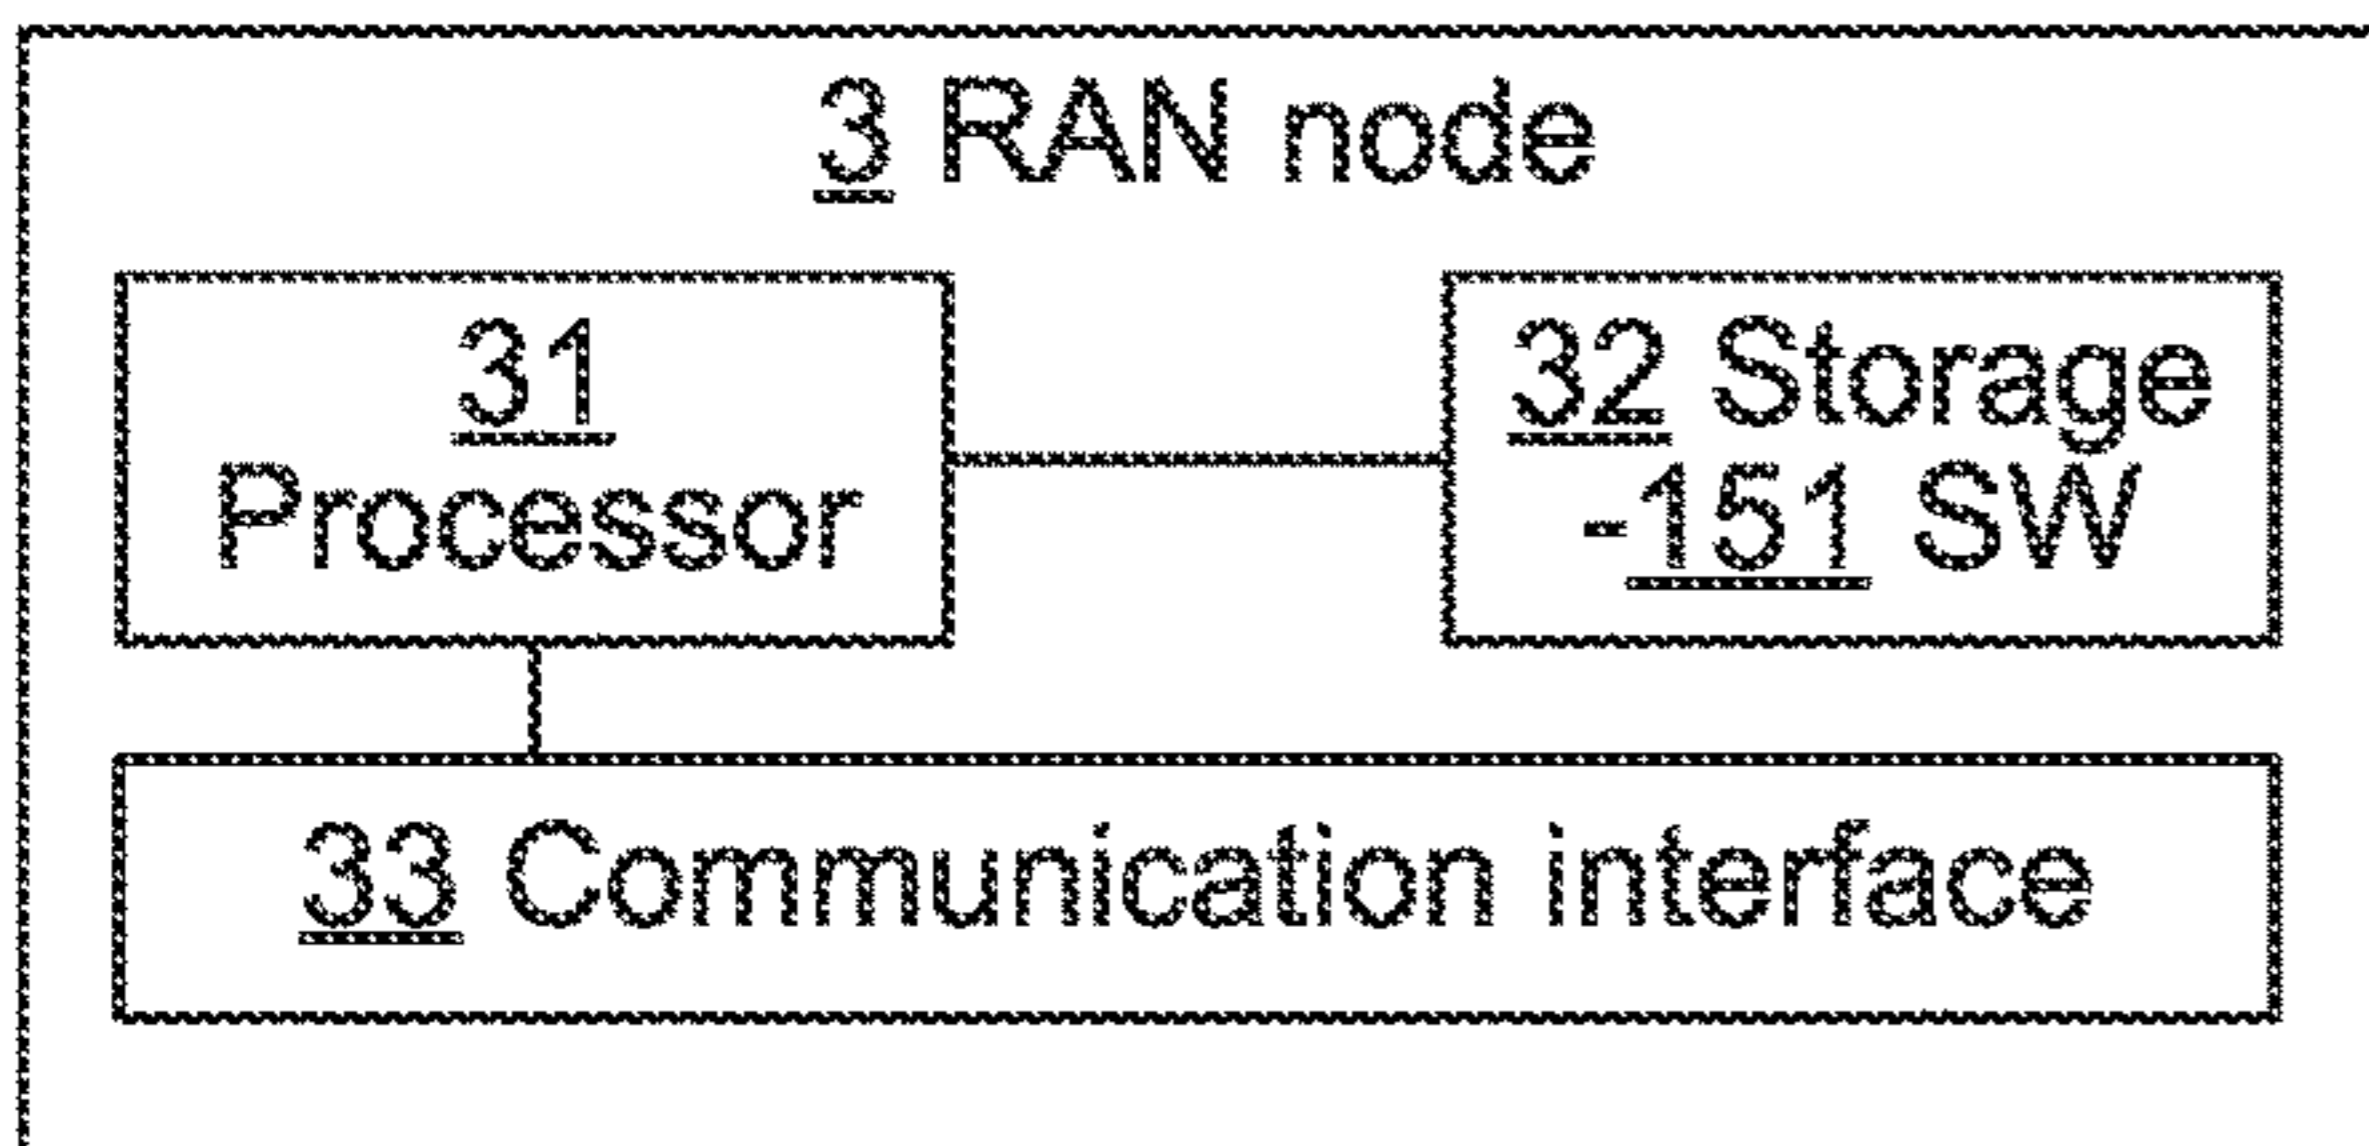 3 RAN node
31
Processor
32 Storage
-151 SW
33 Communication interface